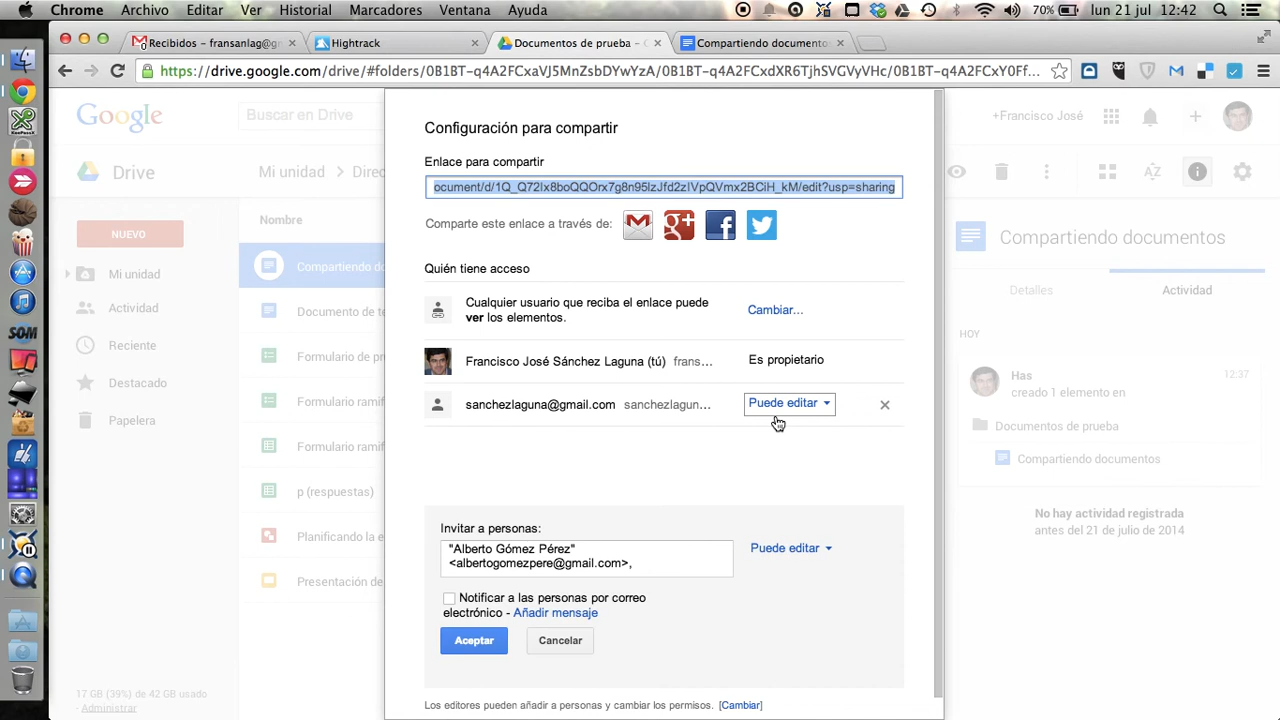 Chrome Archivo Editar Ver Historial Marcadores Ventana Ayuda 70% lun 21 jul 12:42
Recibidos – fransanlag@g
Hightrack
Documentos de prueba –
Compartiendo documento
https://drive.google.com/drive/#folders/0B1BT-q4A2FCxaVJ5MnZsbDYwYzA/0B1BT-q4A2FCxdXR6TjhSVGVyVHc/0B1BT-q4A2FCxY0Ff...
Google
Buscar en Drive
+Francisco José
Drive
Mi unidad
Direc
NUEVO
Mi unidad
Actividad
Reciente
Destacado
Papelera
17 GB (39%) de 42 GB usado
Administrar
Nombre
Compartiendo do
Documento de te
Formulario de pr
Formulario ramifi
Formulario ramif
p (respuestas)
Planificando la e
Presentación de
Configuración para compartir
Enlace para compartir
ocument/d/1Q_Q72Ix8boQQOrx7g8n95lzJfd2zIVpQVmx2BCiH_kM/edit?usp=sharing
Comparte este enlace a través de:
Quién tiene acceso
Cualquier usuario que reciba el enlace puede
ver los elementos.
Cambiar...
Francisco José Sánchez Laguna (tú) frans...
Es propietario
sanchezlaguna@gmail.com sanchezlagun...
Puede editar
Invitar a personas:
"Alberto Gómez Pérez"
<albertogomezpere@gmail.com>,
Puede editar
Notificar a las personas por correo
electrónico - Añadir mensaje
Aceptar
Cancelar
Los editores pueden añadir a personas y cambiar los permisos. [Cambiar]
Compartiendo documentos
Detalles
Actividad
HOY
Has
12:37
creado 1 elemento en
Documentos de prueba
Compartiendo documentos
No hay actividad registrada
antes del 21 de julio de 2014
SOM